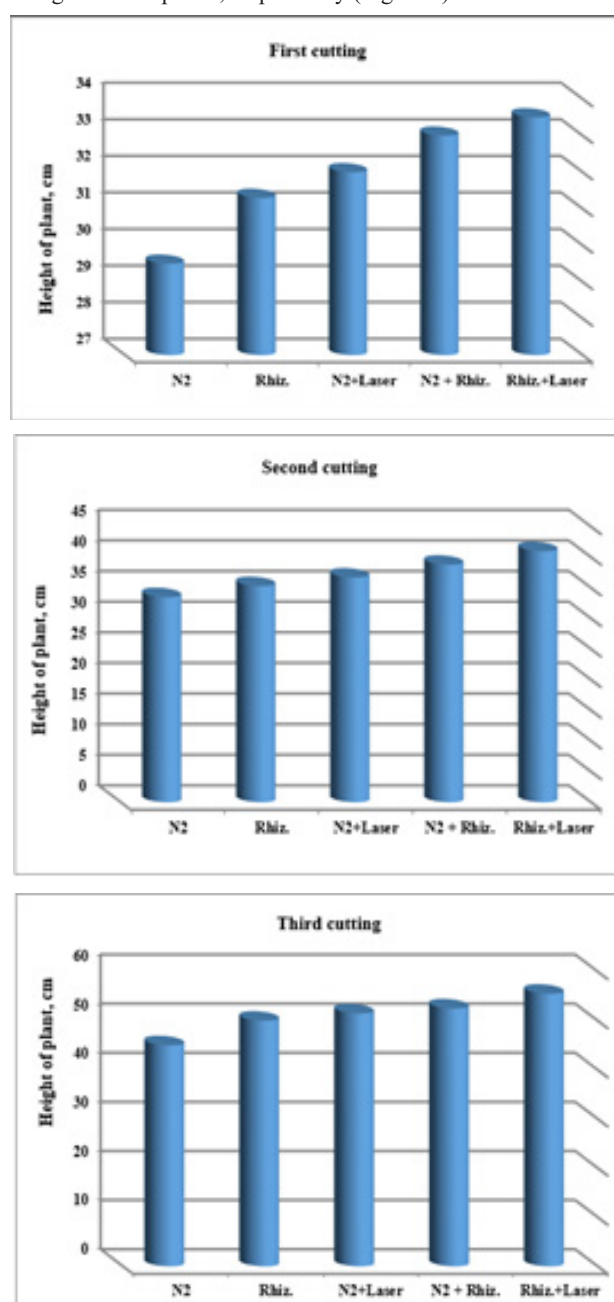 First cutting
Height of plant, cm
34
33
32
31
30
29
28
27
N2 Rhiz. N2+Laser N2 + Rhiz. Rhiz.+Laser
Second cutting
Height of plant, cm
45
40
35
30
25
20
15
10
5
0
N2 Rhiz. N2+Laser N2 + Rhiz. Rhiz.+Laser
Third cutting
Height of plant, cm
60
50
40
30
20
10
0
N2 Rhiz. N2+Laser N2 + Rhiz. Rhiz.+Laser